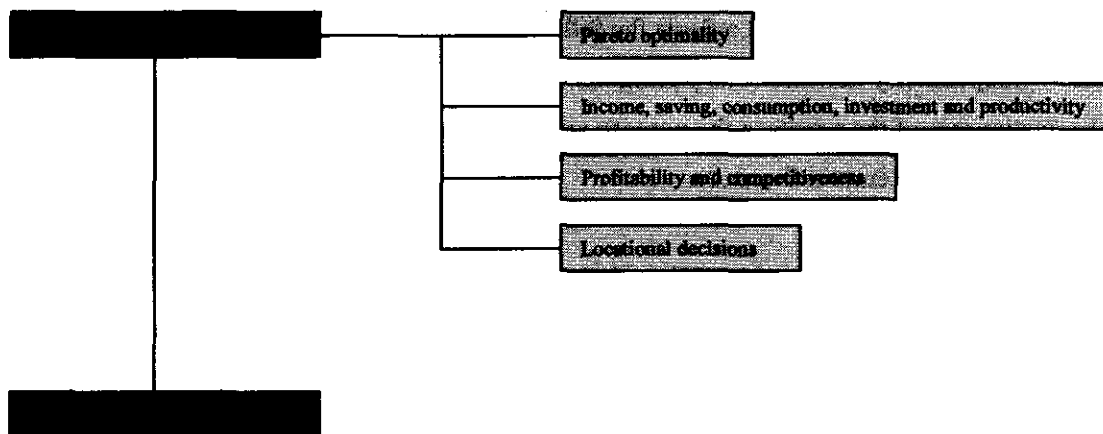 Pareto optimality
Income, saving, consumption, investment and productivity
Profitability and competitiveness
Locational decisions